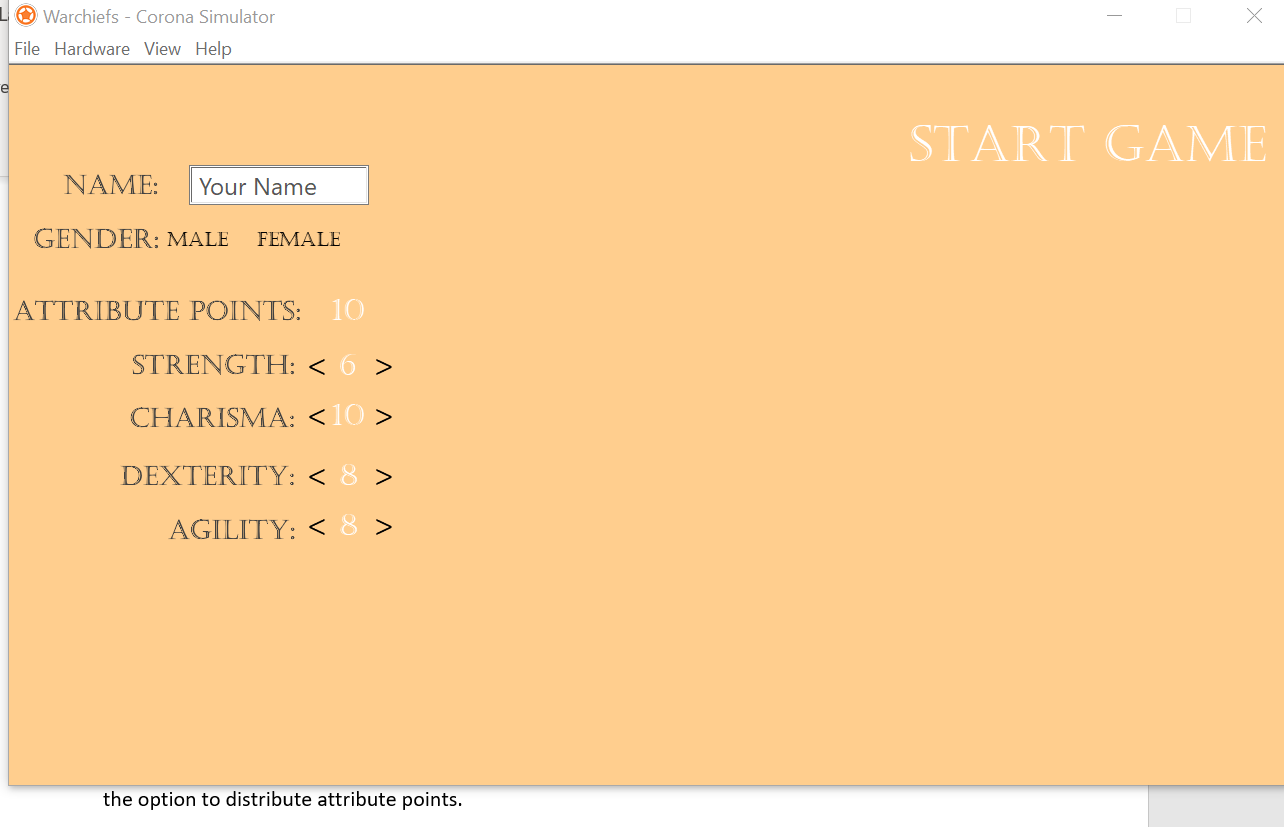 Warchiefs - Corona Simulator
File Hardware View Help
START GAME
NAME: Your Name
GENDER: MALE FEMALE
ATTRIBUTE POINTS: 10
STRENGTH: < 6 >
CHARISMA: < 10 >
DEXTERITY: < 8 >
AGILITY: < 8 >
the option to distribute attribute points.